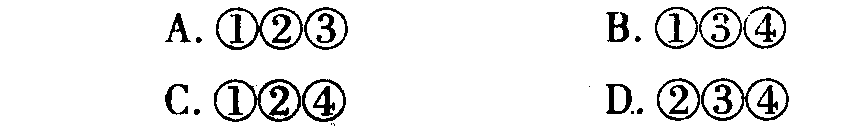 A. ①②③ B. ①③④
C. ①②④ D. ②③④